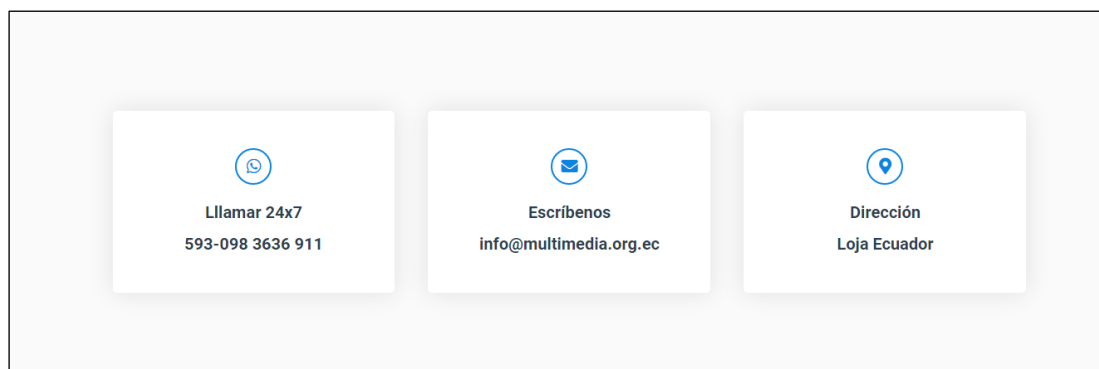 Lllamar 24x7
593-098 3636 911
Escríbenos
info@multimedia.org.ec
Dirección
Loja Ecuador